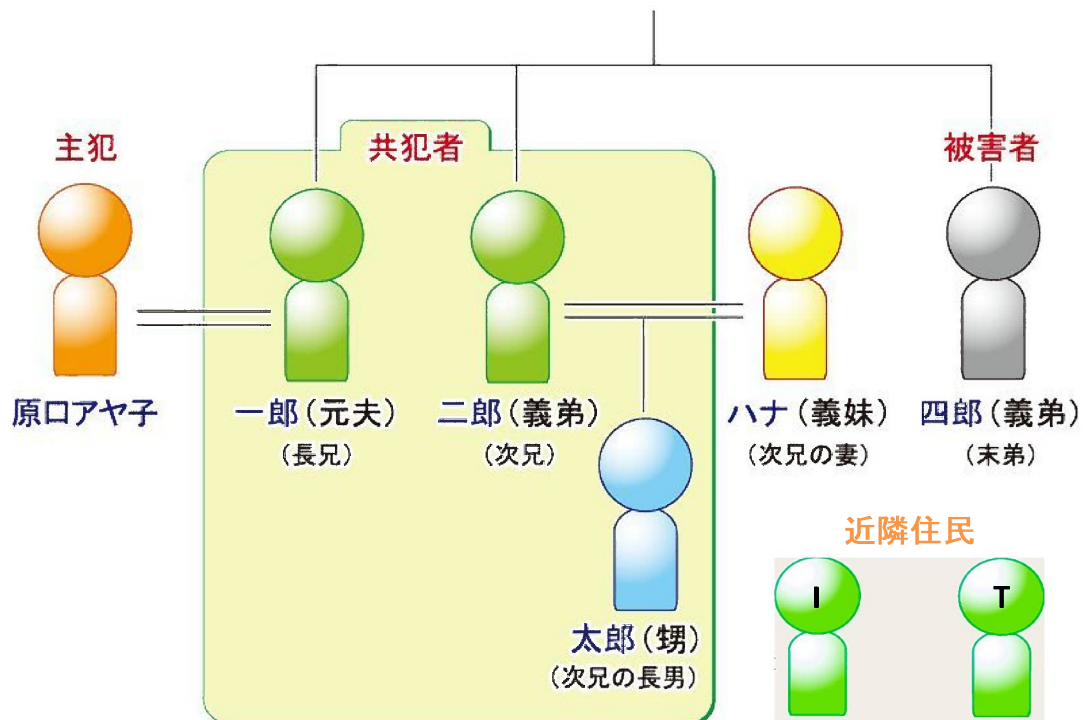 主犯
共犯者
被害者
原口アヤ子
一郎(元夫)
(長兄)
二郎(義弟)
(次兄)
ハナ(義妹)
(次兄の妻)
四郎(義弟)
(末弟)
太郎(甥)
(次兄の長男)
近隣住民
I
T